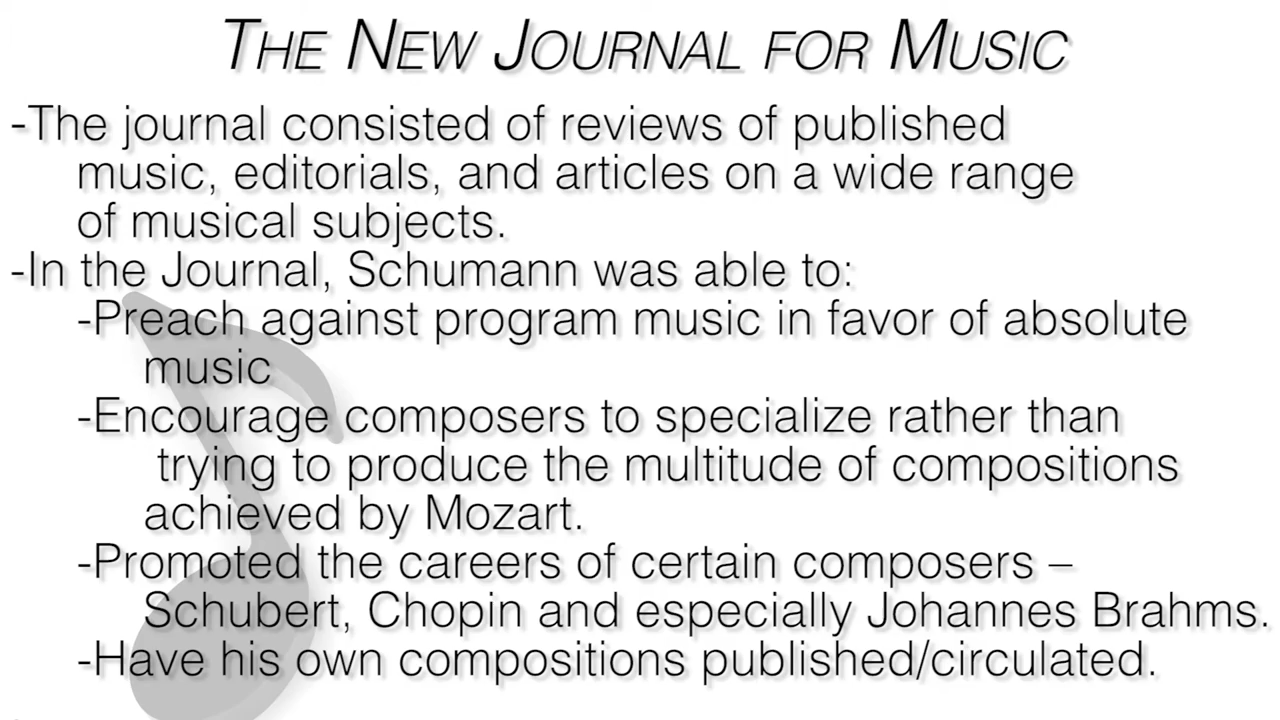 THE NEW JOURNAL FOR MUSIC
-The journal consisted of reviews of published
music, editorials, and articles on a wide range
of musical subjects.
-In the Journal, Schumann was able to:
-Preach against program music in favor of absolute
music
-Encourage composers to specialize rather than
trying to produce the multitude of compositions
achieved by Mozart.
-Promoted the careers of certain composers –
Schubert, Chopin and especially Johannes Brahms.
-Have his own compositions published/circulated.